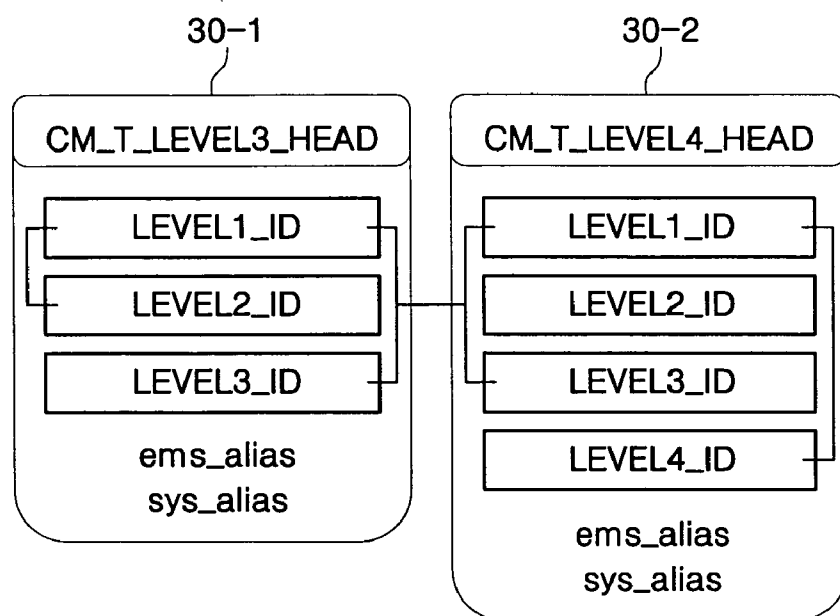 30-1
CM_T_LEVEL3_HEAD
LEVEL1_ID
LEVEL2_ID
LEVEL3_ID
ems_alias
sys_alias
30-2
CM_T_LEVEL4_HEAD
LEVEL1_ID
LEVEL2_ID
LEVEL3_ID
LEVEL4_ID
ems_alias
sys_alias